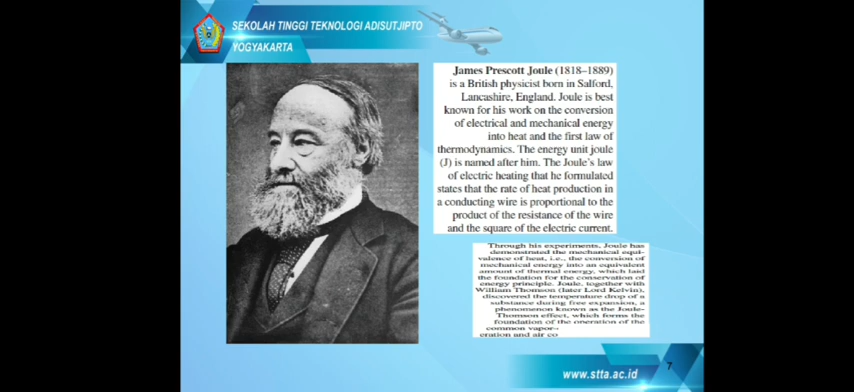 SEKOLAH TINGGI TEKNOLOGI ADISUTJIPTO
YOGYAKARTA
James Prescott Joule (1818–1889)
is a British physicist born in Salford,
Lancashire, England. Joule is best
known for his work on the conversion
of electrical and mechanical energy
into heat and the first law of
thermodynamics. The energy unit joule
(J) is named after him. The Joule's law
of electric heating that he formulated
states that the rate of heat production in
a conducting wire is proportional to the
product of the resistance of the wire
and the square of the electric current.
Through his experiments, Joule has
demonstrated the mechanical equi-
valence of heat, i.e., the conversion of
mechanical energy into an equivalent
amount of thermal energy, which laid
the foundation for the conservation of
energy principle. Joule, together with
William Thomson (later Lord Kelvin),
discovered the temperature drop of a
substance during free expansion, a
phenomenon known as the Joule-
Thomson effect, which forms the
foundation of the operation of the
common vapor-
eration and air co
7
www.stta.ac.id